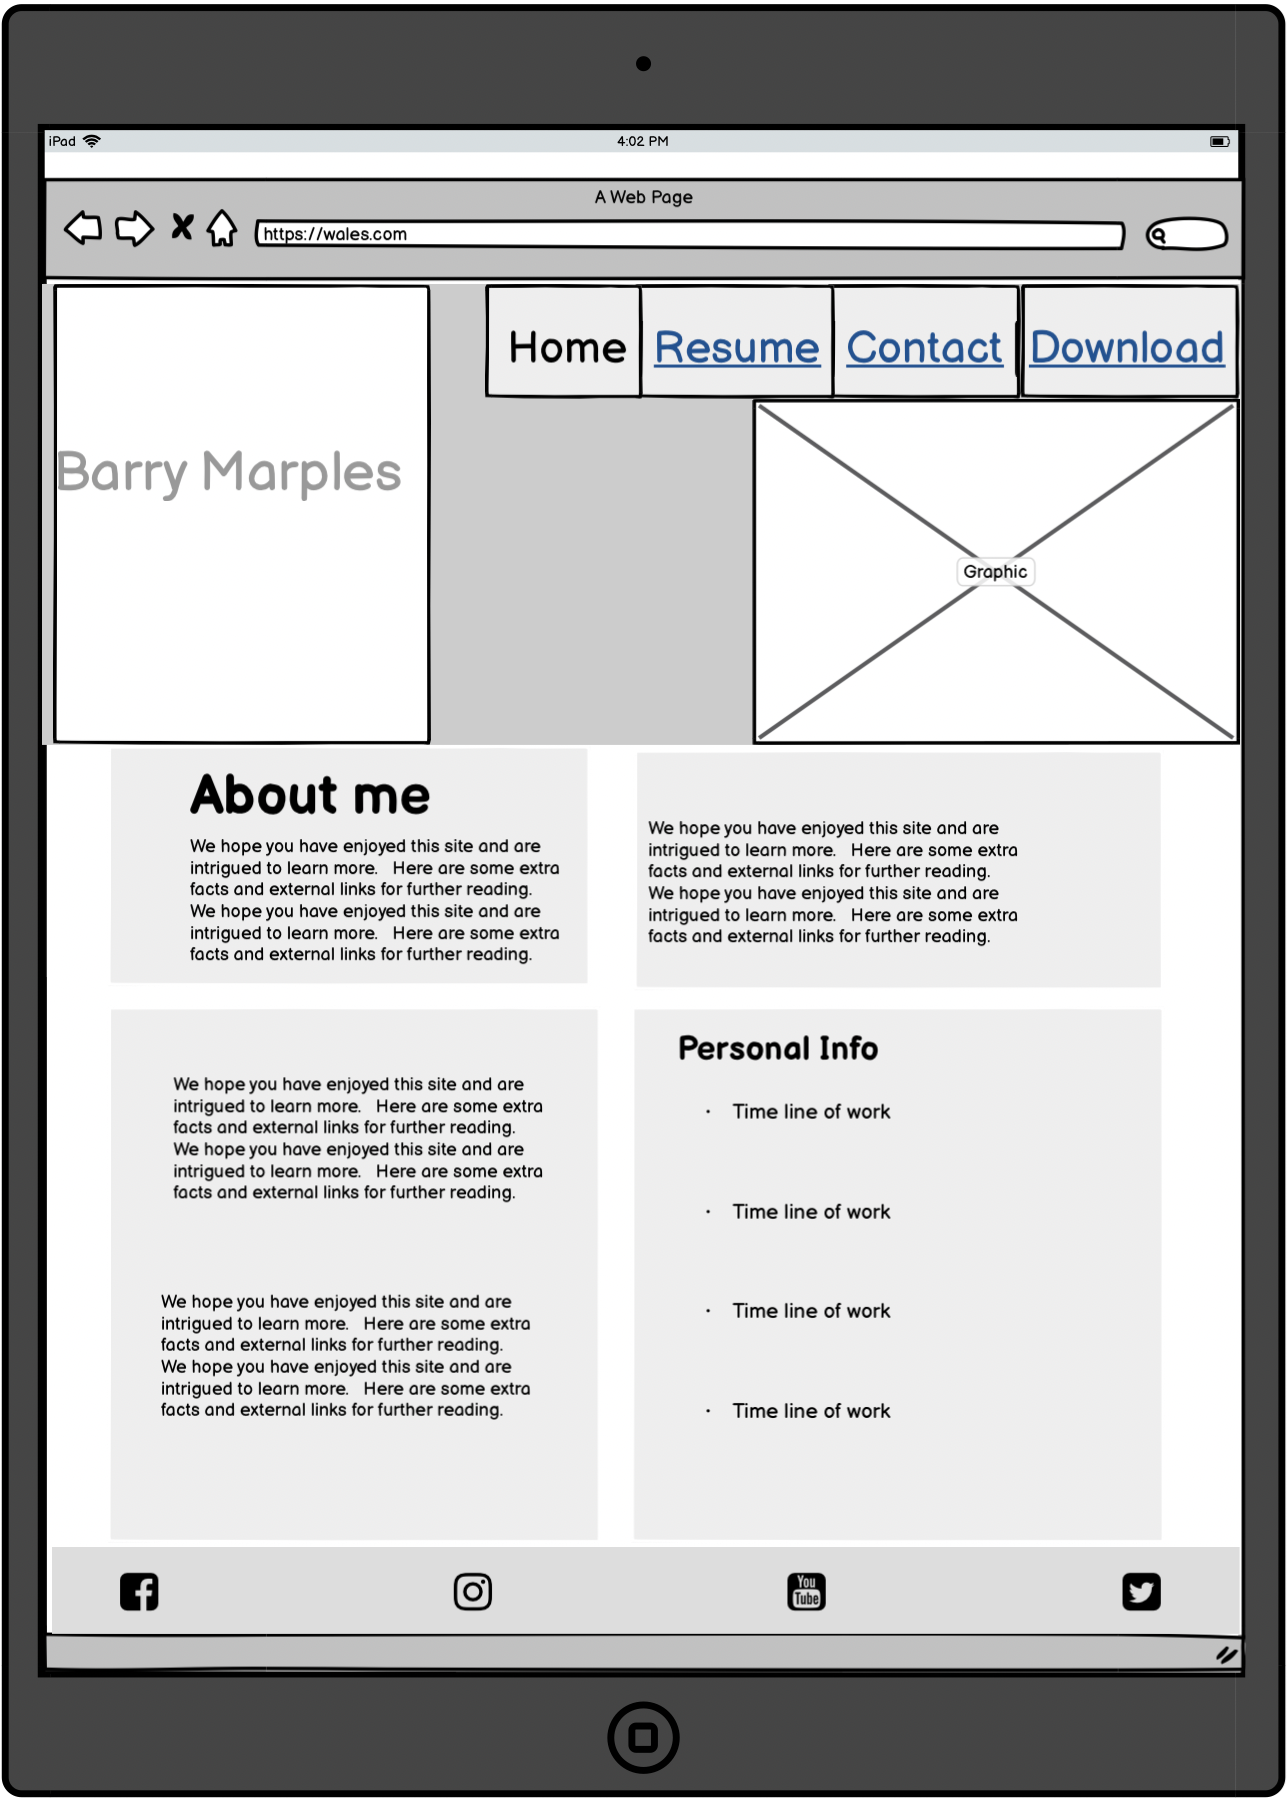 iPad
4:02 PM
A Web Page
https://wales.com
Home
Resume
Contact
Download
Barry Marples
Graphic
About me
We hope you have enjoyed this site and are
intrigued to learn more.   Here are some extra
facts and external links for further reading.
We hope you have enjoyed this site and are
intrigued to learn more.   Here are some extra
facts and external links for further reading.
We hope you have enjoyed this site and are
intrigued to learn more.   Here are some extra
facts and external links for further reading.
We hope you have enjoyed this site and are
intrigued to learn more.   Here are some extra
facts and external links for further reading.
We hope you have enjoyed this site and are
intrigued to learn more.   Here are some extra
facts and external links for further reading.
We hope you have enjoyed this site and are
intrigued to learn more.   Here are some extra
facts and external links for further reading.
We hope you have enjoyed this site and are
intrigued to learn more.   Here are some extra
facts and external links for further reading.
We hope you have enjoyed this site and are
intrigued to learn more.   Here are some extra
facts and external links for further reading.
Personal Info
• Time line of work
• Time line of work
• Time line of work
• Time line of work
You
Tube